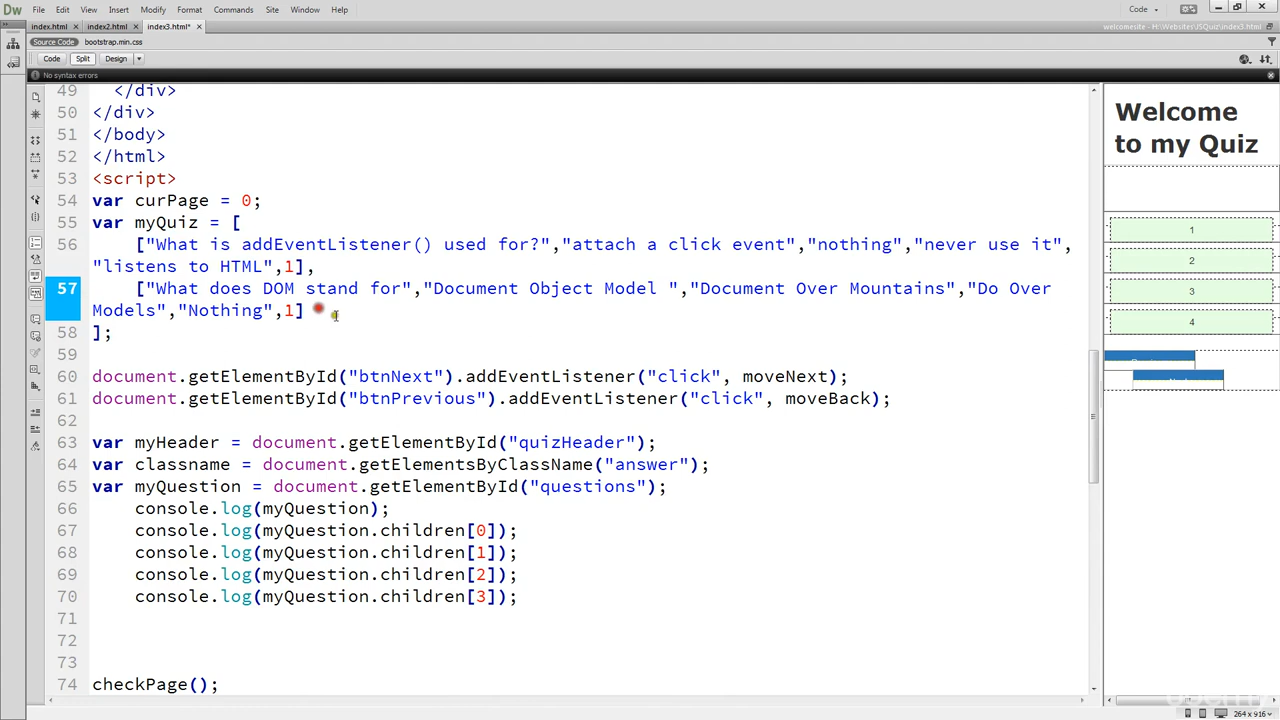 Dw File Edit View Insert Modify Format Commands Site Window Help Code
index.html × index2.html × index3.html* × welcomesite - H:\Websites\JSQuiz\index3.html
Source Code bootstrap.min.css
Code Split Design
No syntax errors
49 </div>
50 </div>
51 </body>
52 </html>
53 <script>
54 var curPage = 0;
55 var myQuiz = [
56 ["What is addEventListener() used for?","attach a click event","nothing","never use it",
"listens to HTML",1],
57 ["What does DOM stand for","Document Object Model ","Document Over Mountains","Do Over
Models","Nothing",1]
58 ];
59
60 document.getElementById("btnNext").addEventListener("click", moveNext);
61 document.getElementById("btnPrevious").addEventListener("click", moveBack);
62
63 var myHeader = document.getElementById("quizHeader");
64 var classname = document.getElementsByClassName("answer");
65 var myQuestion = document.getElementById("questions");
66 console.log(myQuestion);
67 console.log(myQuestion.children[0]);
68 console.log(myQuestion.children[1]);
69 console.log(myQuestion.children[2]);
70 console.log(myQuestion.children[3]);
71
72
73
74 checkPage();
Welcome
to my Quiz
1
2
3
4
264 x 916